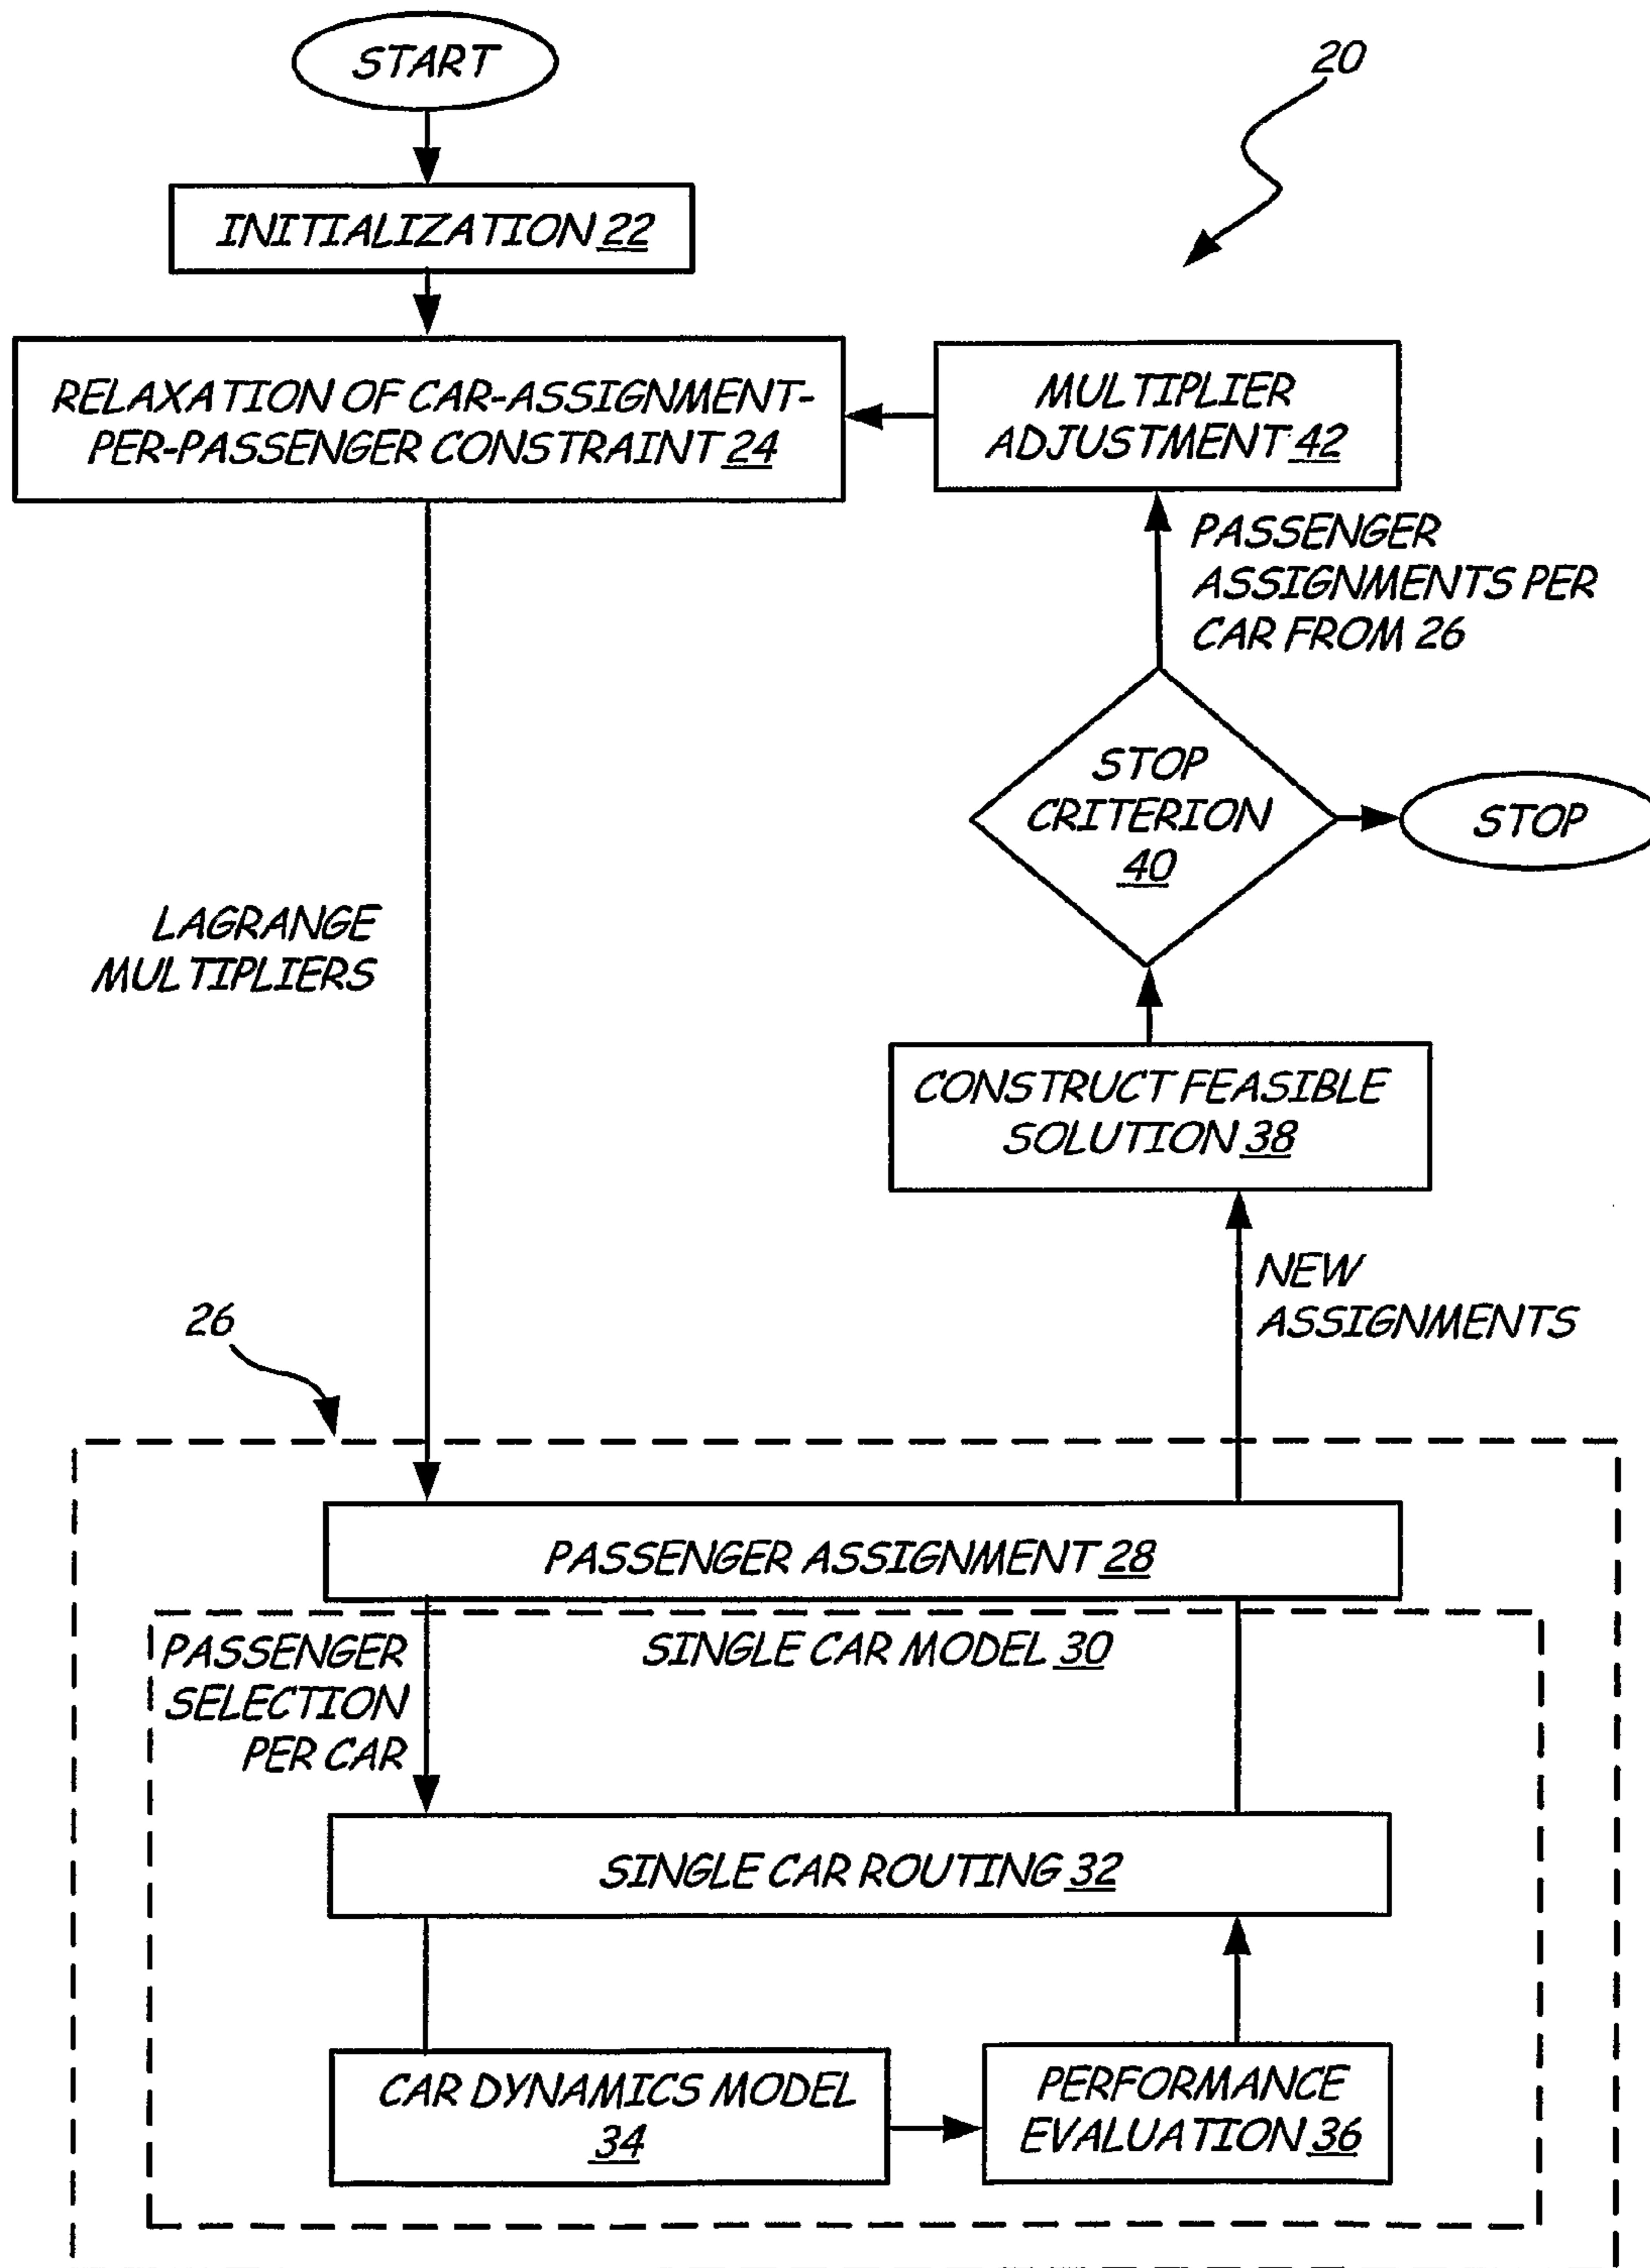 START
20
INITIALIZATION 22
RELAXATION OF CAR-ASSIGNMENT-
PER-PASSENGER CONSTRAINT 24
MULTIPLIER
ADJUSTMENT 42
PASSENGER
ASSIGNMENTS PER
CAR FROM 26
STOP
CRITERION
40
STOP
LAGRANGE
MULTIPLIERS
CONSTRUCT FEASIBLE
SOLUTION 38
NEW
ASSIGNMENTS
26
PASSENGER ASSIGNMENT 28
PASSENGER
SELECTION
PER CAR
SINGLE CAR MODEL 30
SINGLE CAR ROUTING 32
CAR DYNAMICS MODEL
34
PERFORMANCE
EVALUATION 36